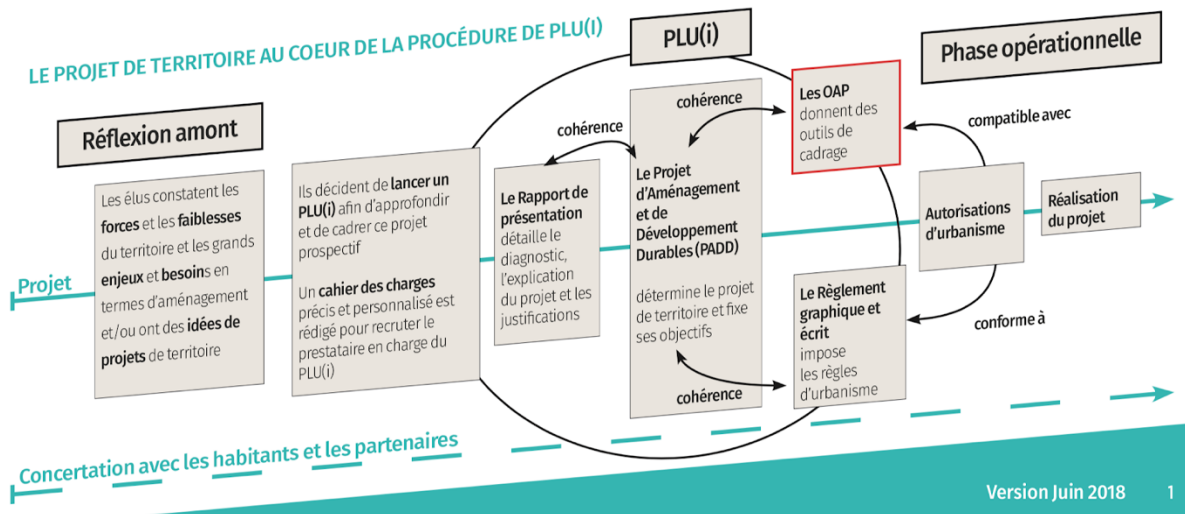 LE PROJET DE TERRITOIRE AU COEUR DE LA PROCÉDURE DE PLU(I)
Réflexion amont
Les élus constatent les
forces et les faiblesses
du territoire et les grands
enjeux et besoins en
termes d'aménagement
et/ou ont des idées de
projets de territoire
Projet
Ils décident de lancer un
PLU(i) afin d'approfondir
et de cadrer ce projet
prospectif
Un cahier des charges
précis et personnalisé est
rédigé pour recruter le
prestataire en charge du
PLU(i)
PLU(i)
cohérence
Le Rapport de
présentation
détaille le
diagnostic,
l'explication
du projet et les
justifications
cohérence
Le Projet
d'Aménagement
et de
Développement
Durables (PADD)
détermine le projet
de territoire et fixe
ses objectifs
cohérence
Les OAP
donnent des
outils de
cadrage
Le Règlement
graphique et
écrit
impose
les règles
d'urbanisme
Phase opérationnelle
compatible avec
Autorisations
d'urbanisme
conforme à
Réalisation
du projet
Concertation avec les habitants et les partenaires
Version Juin 2018 1